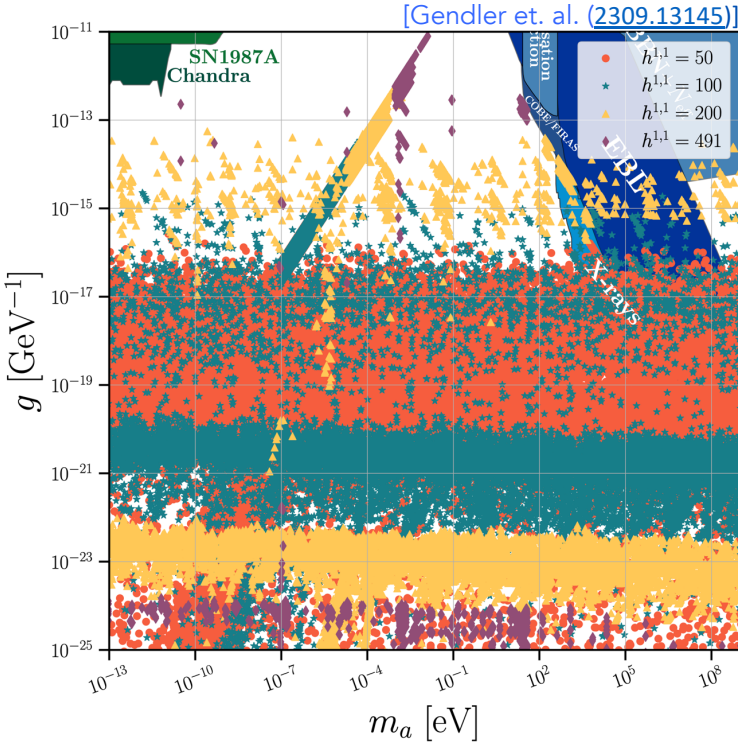 [Gendler et. al. (2309.13145)]
SN1987A
Chandra
COBE/FIRAS
EBL
X-rays
h^{1,1} = 50
h^{1,1} = 100
h^{1,1} = 200
h^{1,1} = 491
10^{−11}
10^{−13}
10^{−15}
10^{−17}
10^{−19}
10^{−21}
10^{−23}
10^{−25}
g [GeV^{−1}]
10^{−13}
10^{−10}
10^{−7}
10^{−4}
10^{−1}
10^{2}
10^{5}
10^{8}
m_a [eV]